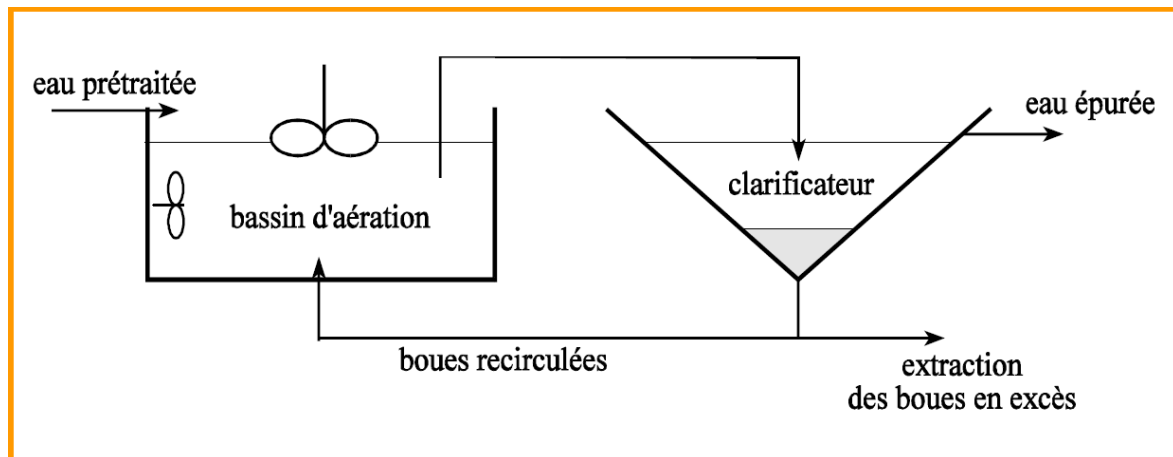 eau prétraitée
eau épurée
clarificateur
bassin d'aération
boues recirculées
extraction
des boues en excès